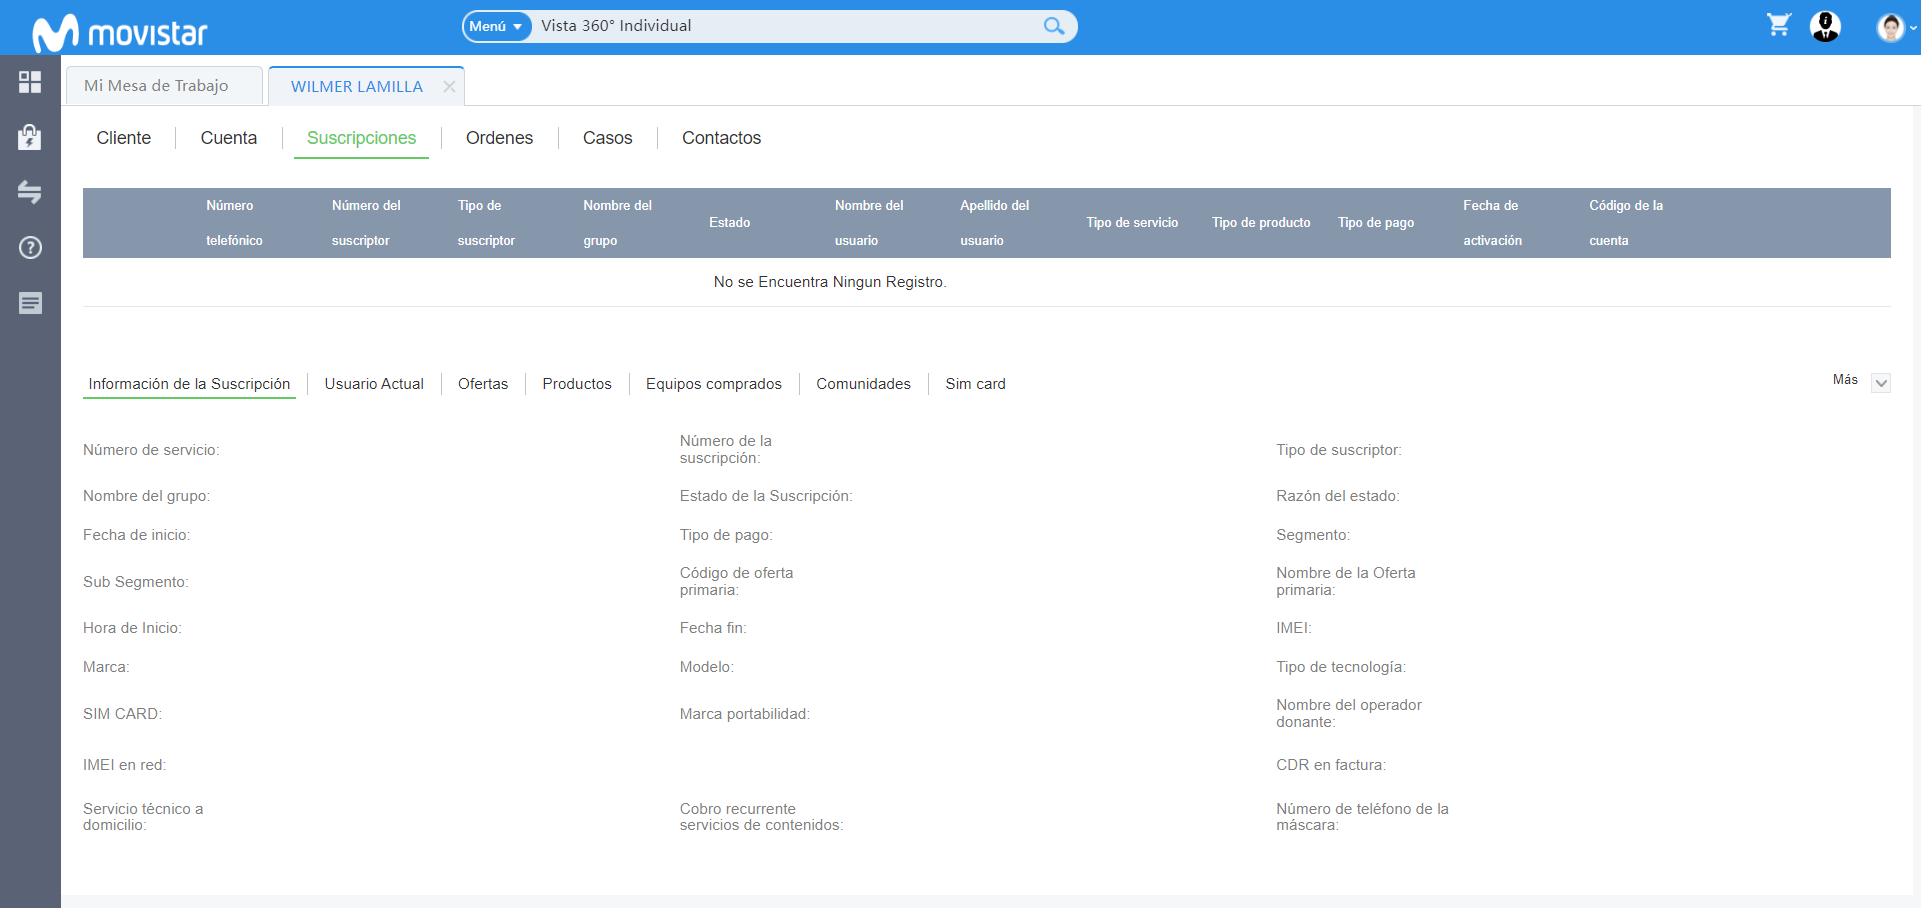 movistar
Menú
Vista 360° Individual
Mi Mesa de Trabajo
WILMER LAMILLA
Cliente
Cuenta
Suscripciones
Ordenes
Casos
Contactos
Número
telefónico
Número del
suscriptor
Tipo de
suscriptor
Nombre del
grupo
Estado
Nombre del
usuario
Apellido del
usuario
Tipo de servicio
Tipo de producto
Tipo de pago
Fecha de
activación
Código de la
cuenta
No se Encuentra Ningun Registro.
Información de la Suscripción
Usuario Actual
Ofertas
Productos
Equipos comprados
Comunidades
Sim card
Más
Número de servicio:
Número de la
suscripción:
Tipo de suscriptor:
Nombre del grupo:
Estado de la Suscripción:
Razón del estado:
Fecha de inicio:
Tipo de pago:
Segmento:
Sub Segmento:
Código de oferta
primaria:
Nombre de la Oferta
primaria:
Hora de Inicio:
Fecha fin:
IMEI:
Marca:
Modelo:
Tipo de tecnología:
SIM CARD:
Marca portabilidad:
Nombre del operador
donante:
IMEI en red:
CDR en factura:
Servicio técnico a
domicilio:
Cobro recurrente
servicios de contenidos:
Número de teléfono de la
máscara: